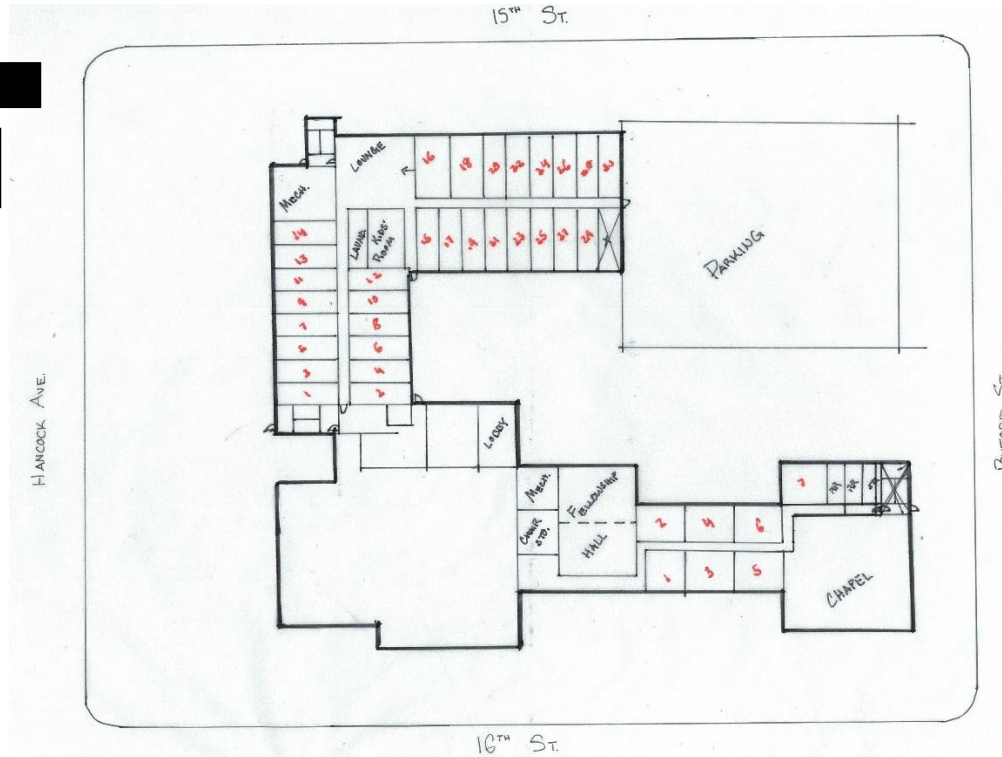 15TH ST.
LOUNGE
MECH.
16
18
20
22
24
26
28
30
LAUND.
KIDS'
ROOM
15
17
19
21
23
25
27
29
14
13
11
9
7
5
3
1
12
10
8
6
4
2
PARKING
HANCOCK AVE.
LOBBY
MECH.
CHAIR
STO.
FELLOWSHIP
HALL
2
4
6
7
1
3
5
CHAPEL
16TH ST.